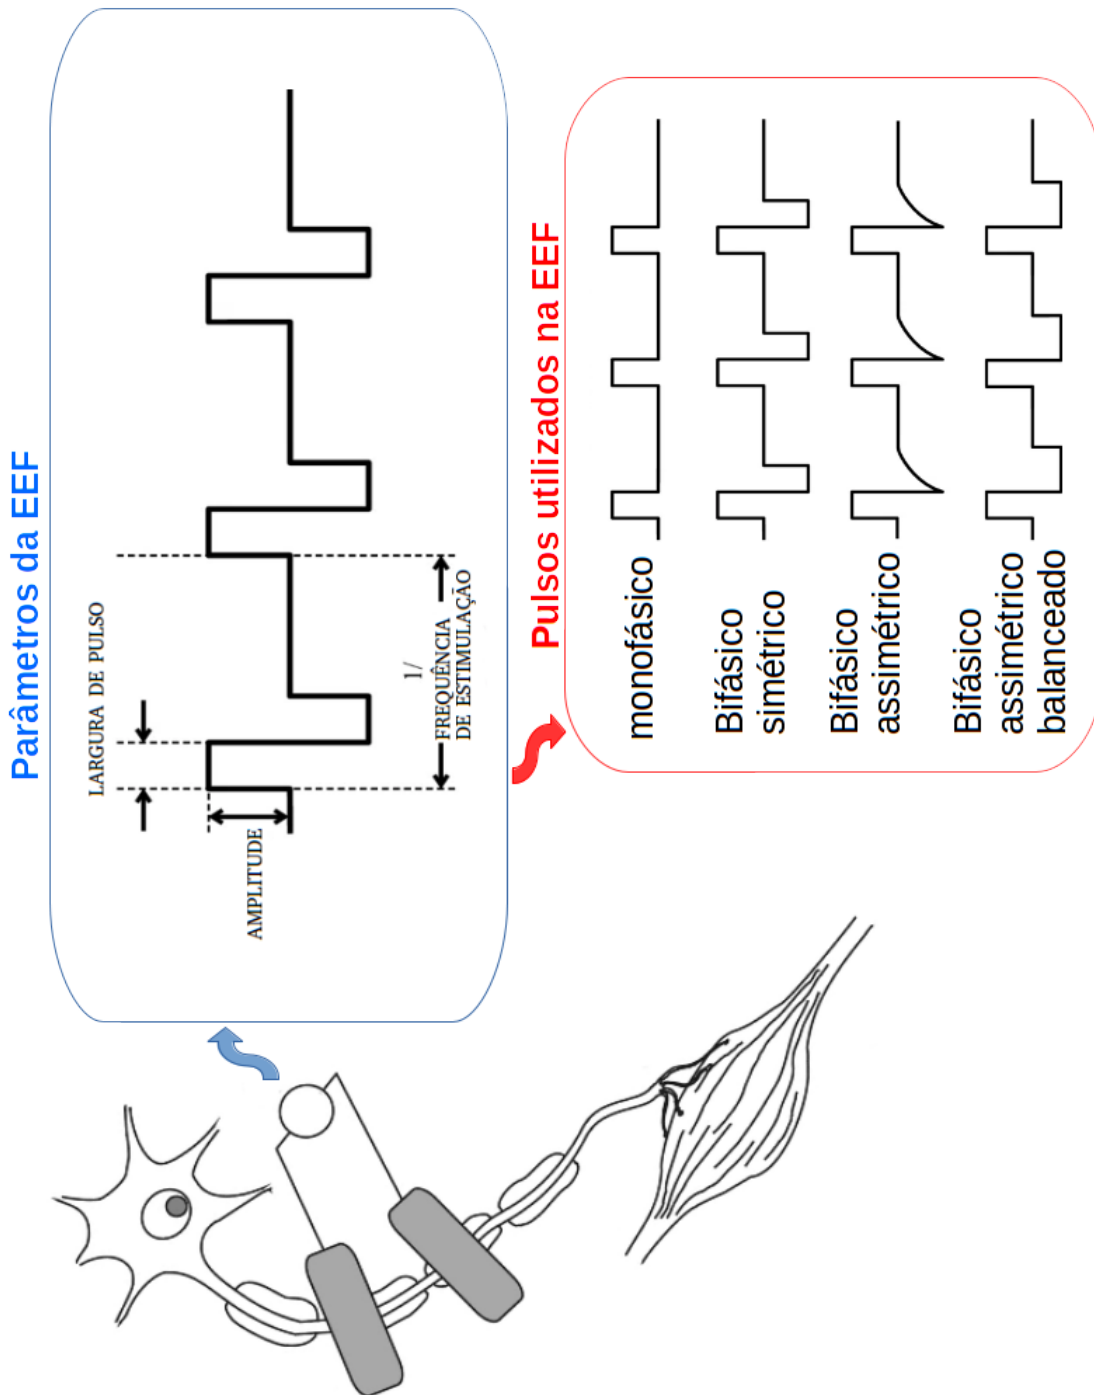 Parâmetros da EEF
LARGURA DE PULSO
AMPLITUDE
1/
FREQUÊNCIA
DE ESTIMULAÇÃO
Pulsos utilizados na EEF
monofásico
Bifásico
simétrico
Bifásico
assimétrico
Bifásico
assimétrico
balanceado